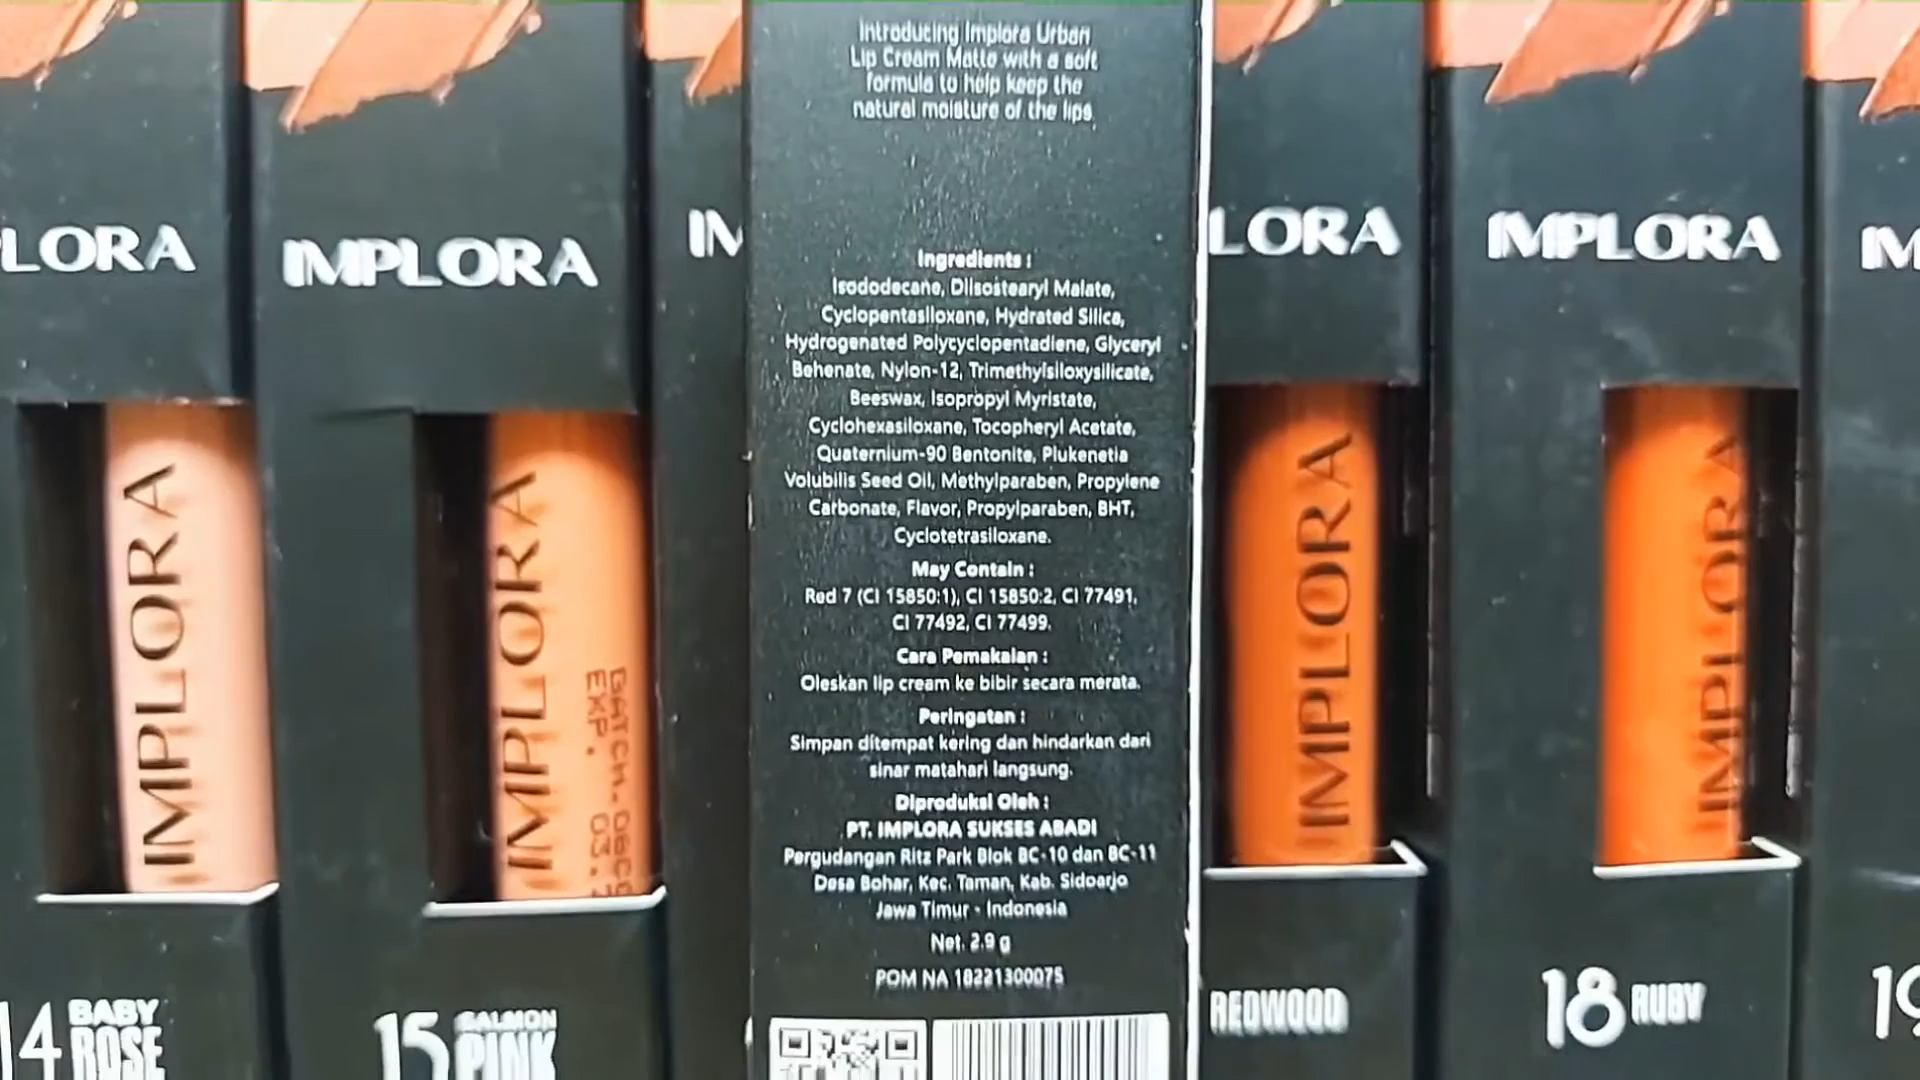 Introducing Implora Urban
Lip Cream Matte with a soft
formula to help keep the
natural moisture of the lips.
Ingredients :
Isododecane, Diisostearyl Malate,
Cyclopentasiloxane, Hydrated Silica,
Hydrogenated Polycyclopentadiene, Glyceryl
Behenate, Nylon-12, Trimethylsiloxysilicate,
Beeswax, Isopropyl Myristate,
Cyclohexasiloxane, Tocopheryl Acetate,
Quaternium-90 Bentonite, Plukenetia
Volubilis Seed Oil, Methylparaben, Propylene
Carbonate, Flavor, Propylparaben, BHT,
Cyclotetrasiloxane.
May Contain :
Red 7 (CI 15850:1), CI 15850:2, CI 77491,
CI 77492, CI 77499.
Cara Pemakaian :
Oleskan lip cream ke bibir secara merata.
Peringatan :
Simpan ditempat kering dan hindarkan dari
sinar matahari langsung.
Diproduksi Oleh :
PT. IMPLORA SUKSES ABADI
Pergudangan Ritz Park Blok BC-10 dan BC-11
Desa Bohar, Kec. Taman, Kab. Sidoarjo
Jawa Timur - Indonesia
Net. 2.9 g
POM NA 18221300075
PLORA
IMPLORA
IM
LORA
IMPLORA
IM
IMPLORA
IMPLORA
IMPLORA
IMPLORA
EXP. 03.
14 BABY
ROSE
15 SALMON
PINK
REDWOOD
18 RUBY
19